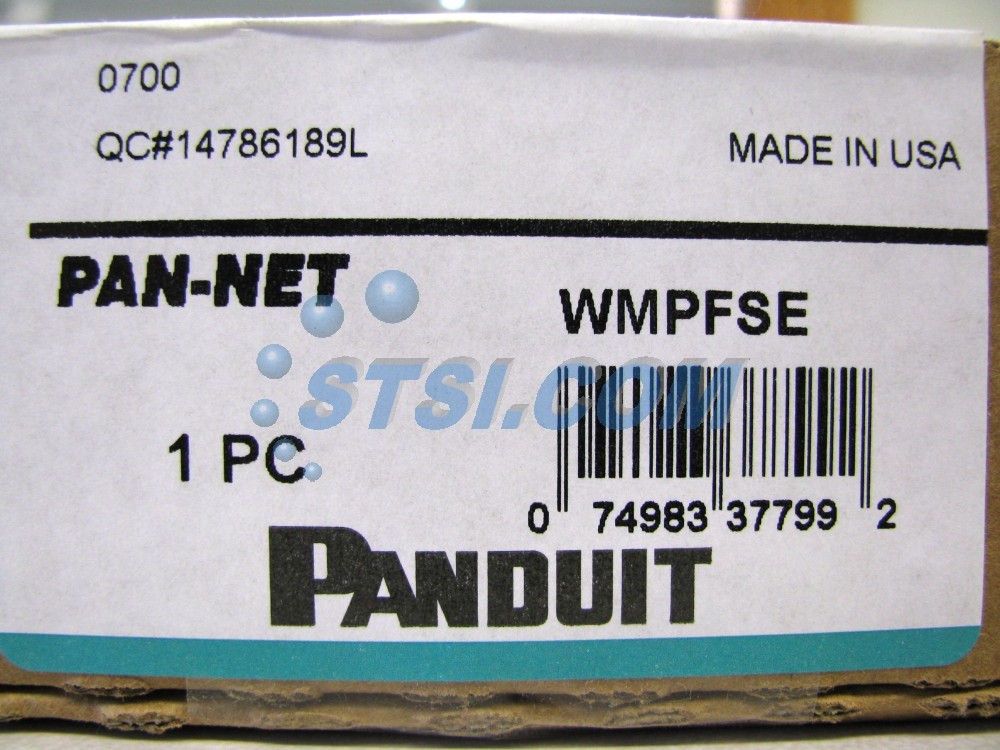 0700
QC#14786189L
MADE IN USA
PAN-NET
WMPFSE
STSI.COM
1 PC
0 74983 37799 2
PANDUIT